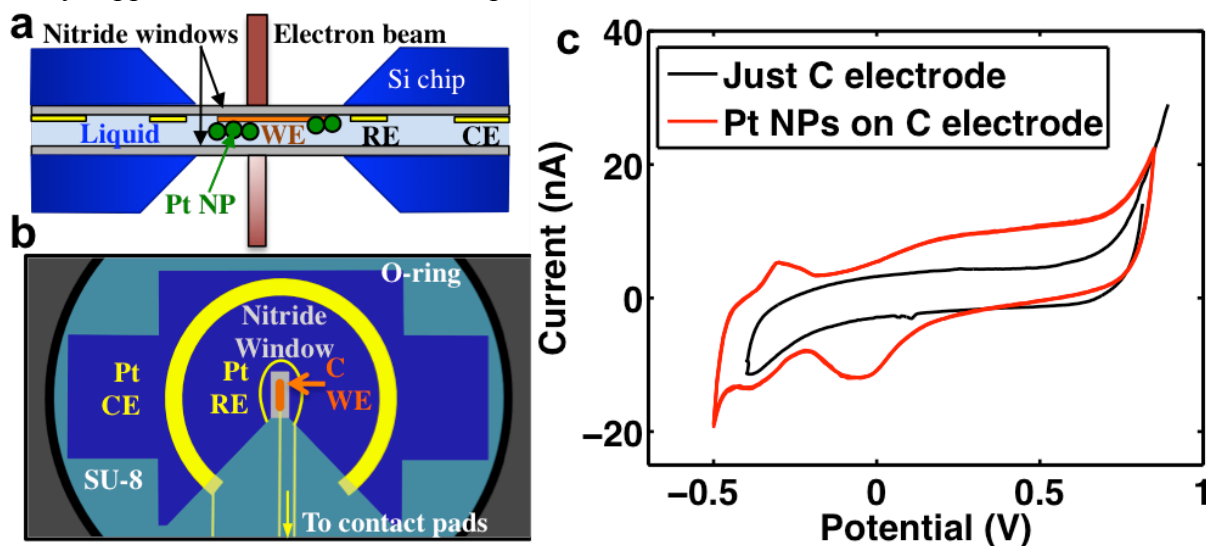 a
Nitride windows
Electron beam
Si chip
Liquid
WE
RE
CE
Pt NP
b
O-ring
Nitride
Window
Pt
CE
Pt
RE
C
WE
SU-8
To contact pads
c
Just C electrode
Pt NPs on C electrode
Current (nA)
40
20
0
−20
−0.5
0
0.5
1
Potential (V)